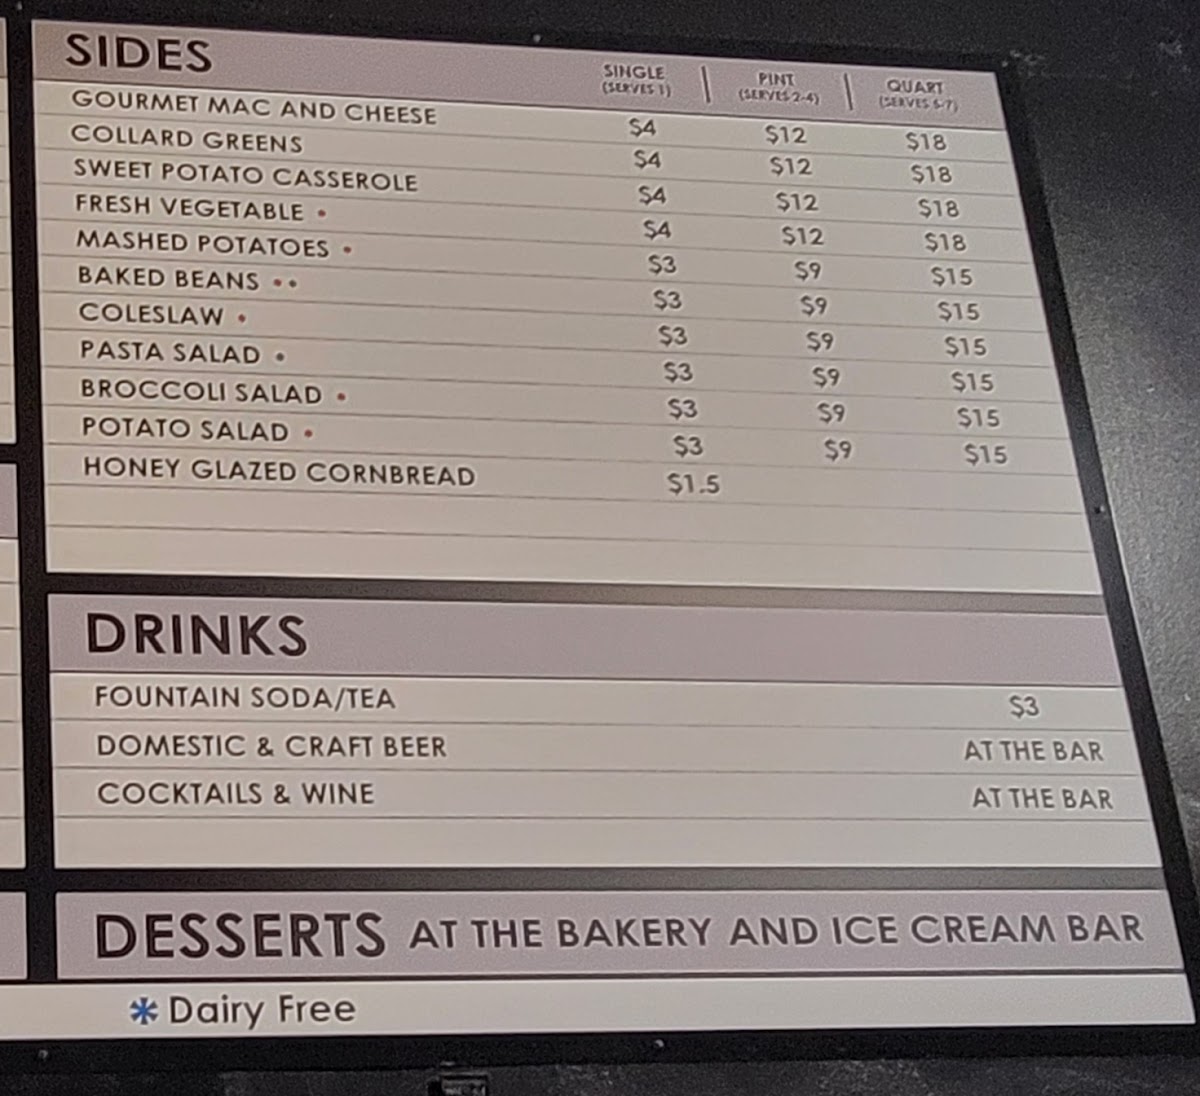 SIDES SINGLE | PINT | QUART
(SERVES 1) (SERVES 2-4) (SERVES 5-7)
GOURMET MAC AND CHEESE $4 $12 $18
COLLARD GREENS $4 $12 $18
SWEET POTATO CASSEROLE $4 $12 $18
FRESH VEGETABLE • $4 $12 $18
MASHED POTATOES • $3 $9 $15
BAKED BEANS •• $3 $9 $15
COLESLAW • $3 $9 $15
PASTA SALAD • $3 $9 $15
BROCCOLI SALAD • $3 $9 $15
POTATO SALAD • $3 $9 $15
HONEY GLAZED CORNBREAD $1.5
DRINKS
FOUNTAIN SODA/TEA $3
DOMESTIC & CRAFT BEER AT THE BAR
COCKTAILS & WINE AT THE BAR
DESSERTS AT THE BAKERY AND ICE CREAM BAR
* Dairy Free